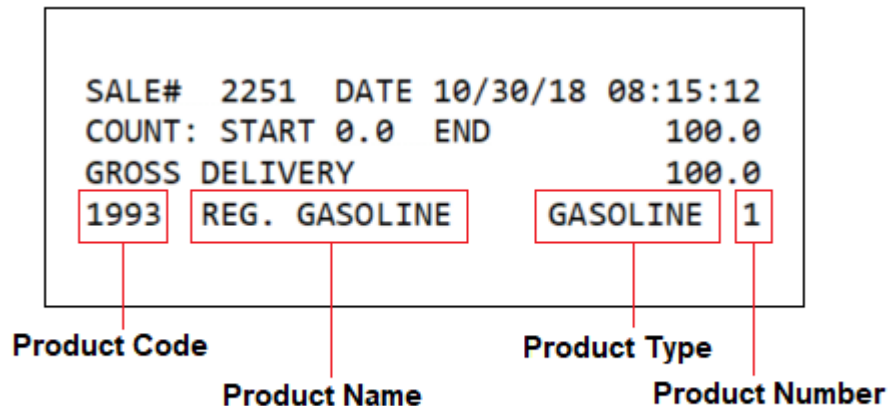 SALE# 2251 DATE 10/30/18 08:15:12
COUNT: START 0.0 END 100.0
GROSS DELIVERY 100.0
1993 REG. GASOLINE GASOLINE 1
Product Code
Product Type
Product Name
Product Number